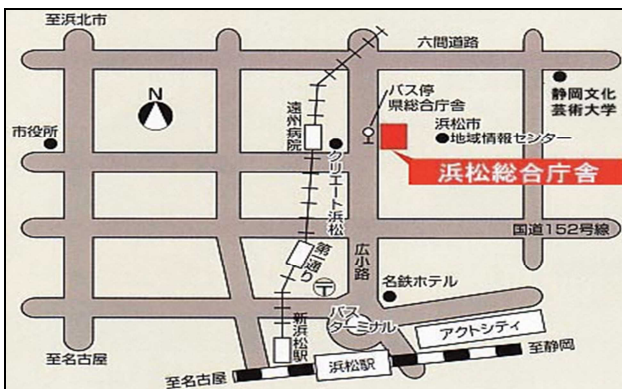 至浜北市
六間道路
バス停
県総合庁舎
静岡文化
芸術大学
N
遠州病院
市役所
浜松市
地域情報センター
クリエート浜松
浜松総合庁舎
国道152号線
広小路
第一通り
〒
名鉄ホテル
新浜松駅
バス
ターミナル
アクトシティ
至名古屋
浜松駅
至静岡
至名古屋